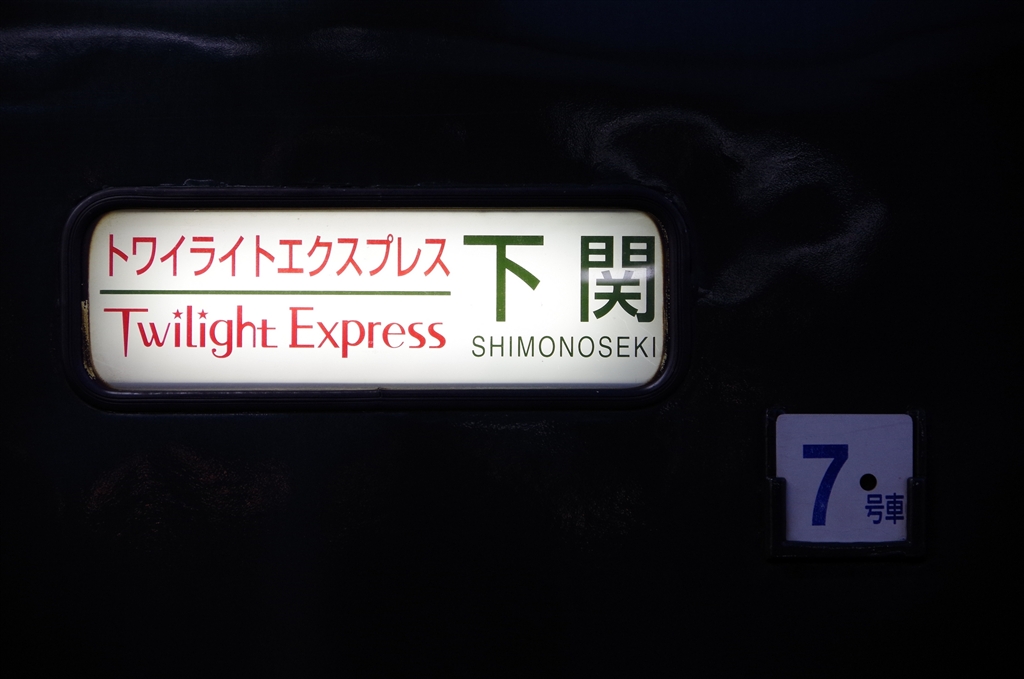 トワイライトエクスプレス
Twilight Express
下関
SHIMONOSEKI
7
号車